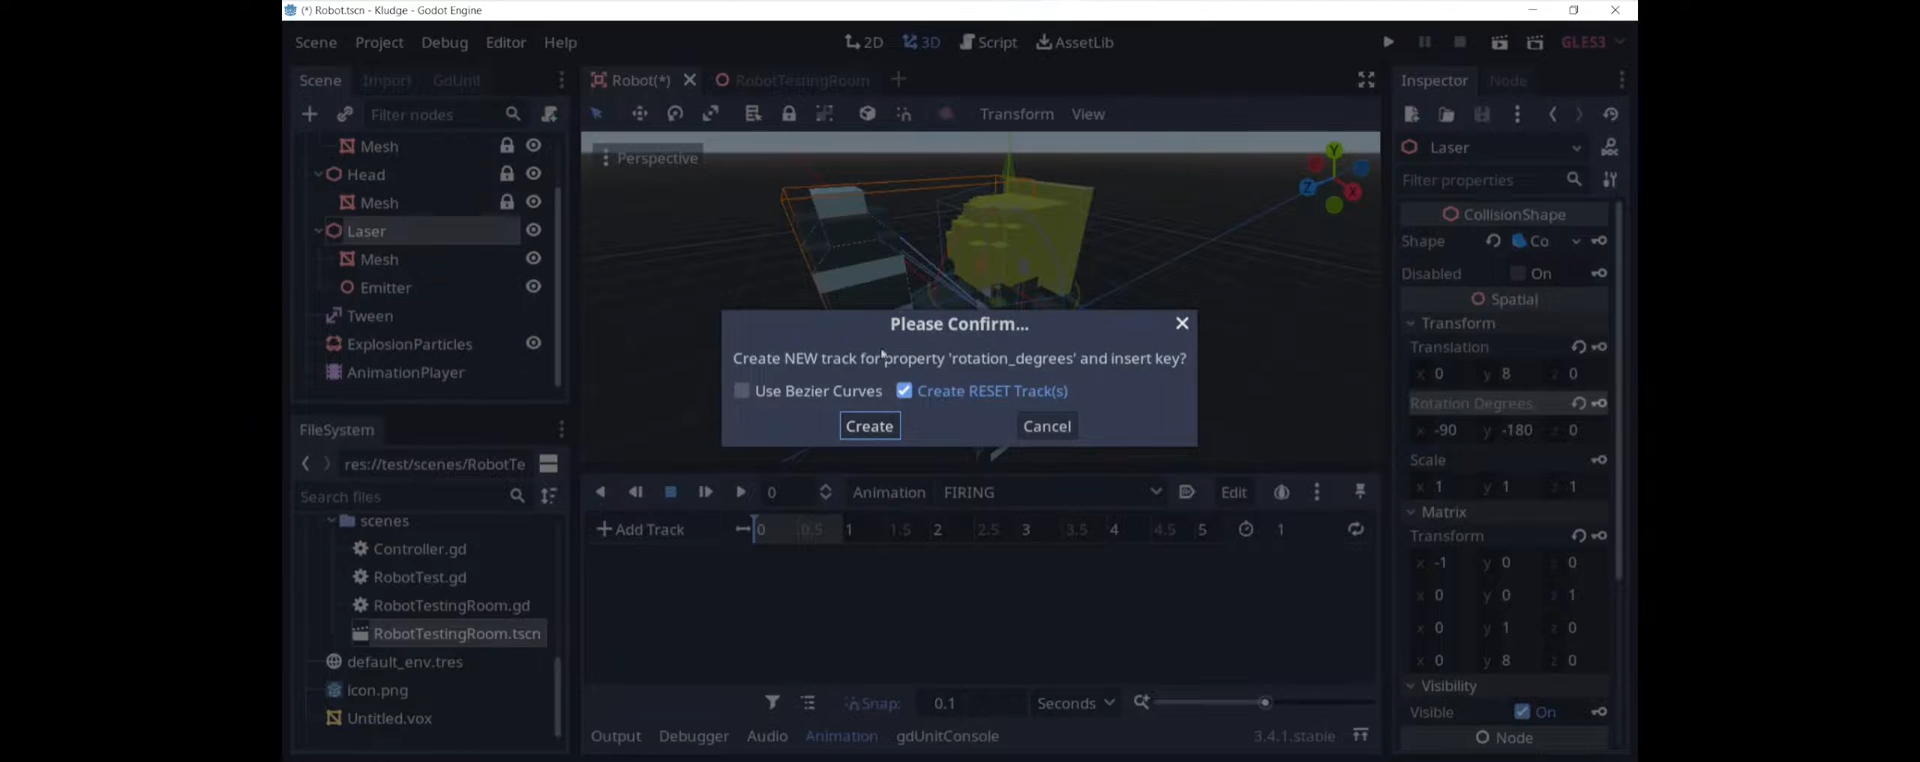 (*) Robot.tscn - Kludge - Godot Engine
Scene Project Debug Editor Help
2D 3D Script AssetLib
GLES3
Scene Import GdUnit
Filter nodes
Mesh
Head
Mesh
Laser
Mesh
Emitter
Tween
ExplosionParticles
AnimationPlayer
FileSystem
res://test/scenes/RobotTe
Search files
scenes
Controller.gd
RobotTest.gd
RobotTestingRoom.gd
RobotTestingRoom.tscn
default_env.tres
icon.png
Untitled.vox
Robot(*) RobotTestingRoom
Transform View
Perspective
Y
Z X
Please Confirm...
Create NEW track for property 'rotation_degrees' and insert key?
Use Bezier Curves Create RESET Track(s)
Create Cancel
0 Animation FIRING Edit
Add Track 0 0.5 1 1.5 2 2.5 3 3.5 4 4.5 5 1
Snap: 0.1 Seconds
Output Debugger Audio Animation gdUnitConsole 3.4.1.stable
Inspector Node
Laser
Filter properties
CollisionShape
Shape Co
Disabled On
Spatial
Transform
Translation
x 0 y 8 z 0
Rotation Degrees
x -90 y -180 z 0
Scale
x 1 y 1 z 1
Matrix
Transform
x -1 y 0 z 0
x 0 y 0 z 1
x 0 y 1 z 0
x 0 y 8 z 0
Visibility
Visible On
Node